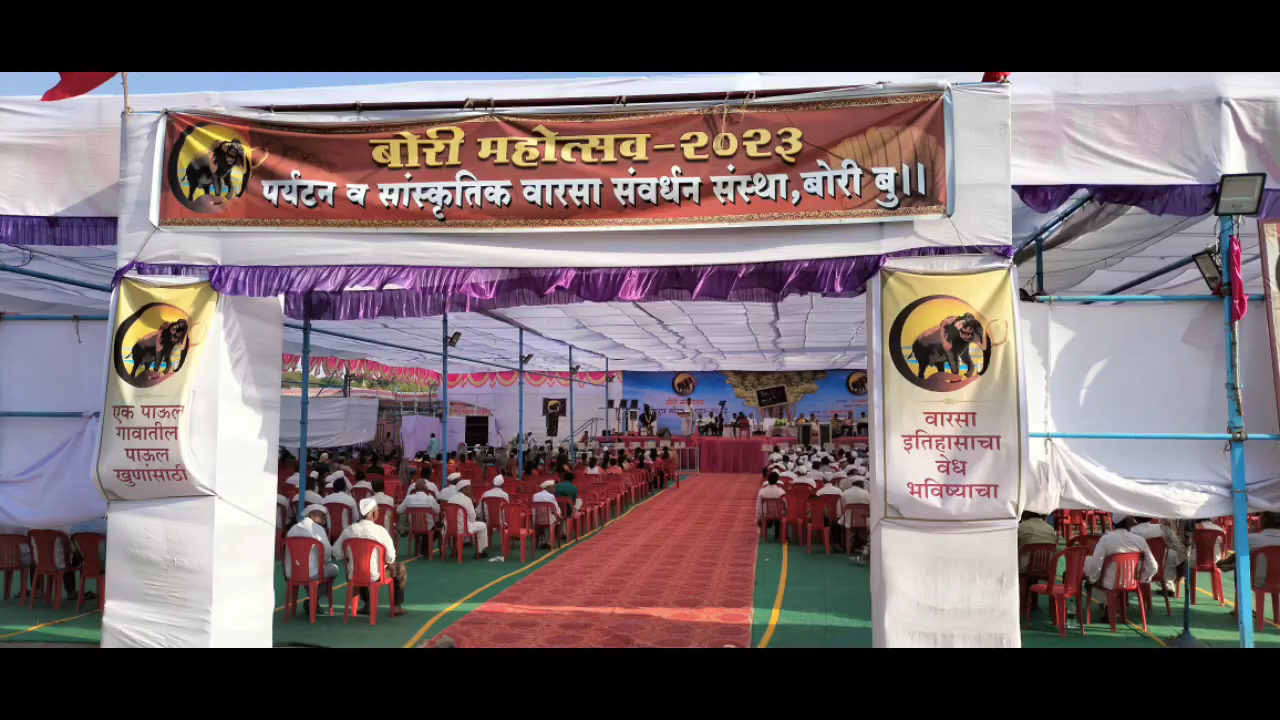 बोरी महोत्सव-२०२३
पर्यटन व सांस्कृतिक वारसा संवर्धन संस्था, बोरी बु||
एक पाऊल
गावातील
पाऊल
खुणांसाठी
वारसा
इतिहासाचा
वेध
भविष्याचा